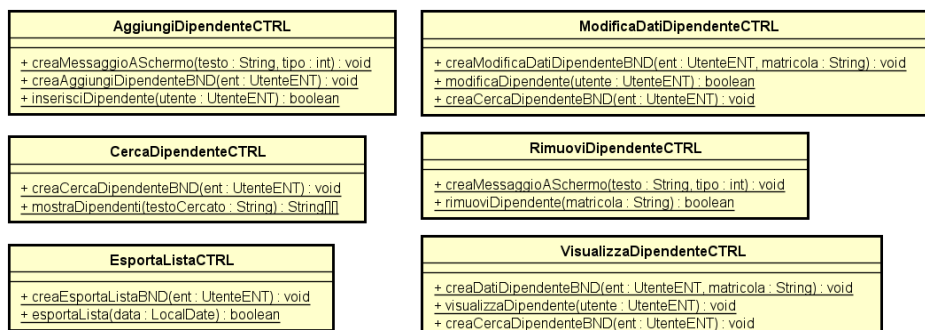 AggiungiDipendenteCTRL
+ creaMessaggioASchermo(testo : String, tipo : int) : void
+ creaAggiungiDipendenteBND(ent : UtenteENT) : void
+ inserisciDipendente(utente : UtenteENT) : boolean
ModificaDatiDipendenteCTRL
+ creaModificaDatiDipendenteBND(ent : UtenteENT, matricola : String) : void
+ modificaDipendente(utente : UtenteENT) : boolean
+ creaCercaDipendenteBND(ent : UtenteENT) : void
CercaDipendenteCTRL
+ creaCercaDipendenteBND(ent : UtenteENT) : void
+ mostraDipendenti(testoCercato : String) : String[][]
RimuoviDipendenteCTRL
+ creaMessaggioASchermo(testo : String, tipo : int) : void
+ rimuoviDipendente(matricola : String) : boolean
EsportaListaCTRL
+ creaEsportaListaBND(ent : UtenteENT) : void
+ esportaLista(data : LocalDate) : boolean
VisualizzaDipendenteCTRL
+ creaDatiDipendenteBND(ent : UtenteENT, matricola : String) : void
+ visualizzaDipendente(utente : UtenteENT) : void
+ creaCercaDipendenteBND(ent : UtenteENT) : void